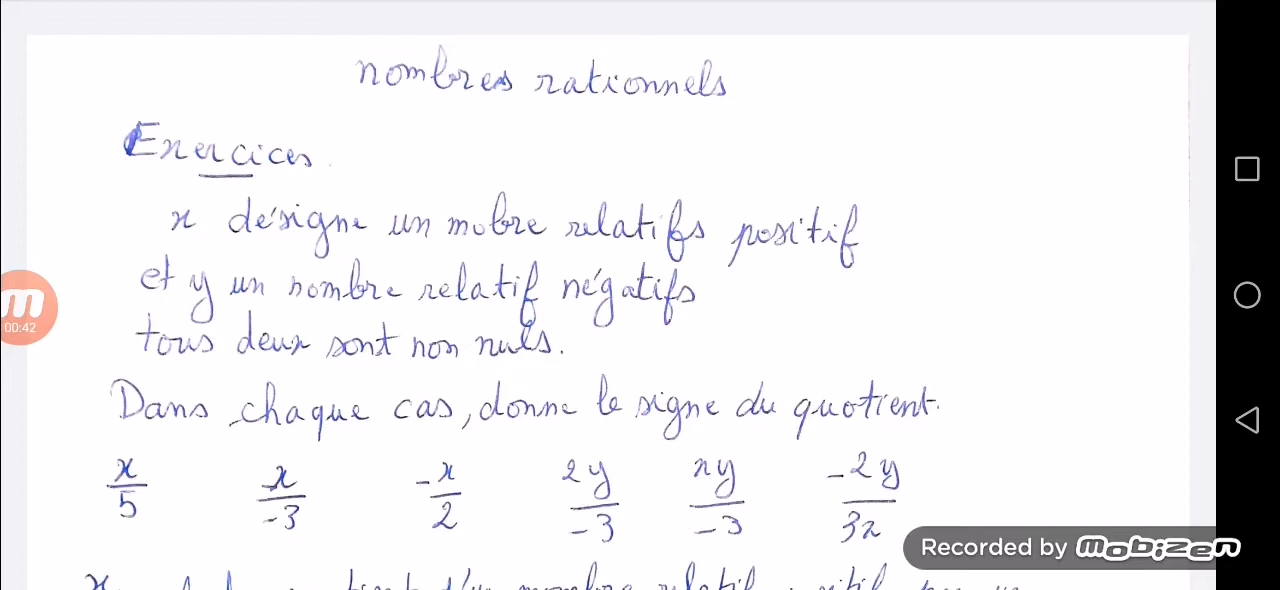 nombres rationnels
Exercices
x désigne un mobre relatifs positif
et y un nombre relatif négatifs
tous deux sont non nuls.
Dans chaque cas, donne le signe du quotient.
x/5 x/-3 -x/2 2y/-3 xy/-3 -2y/3x
00:42
Recorded by mobizen